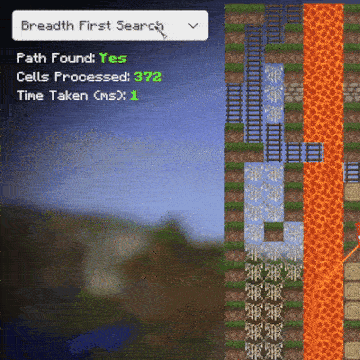 Breadth First Search
Path Found: Yes
Cells Processed: 372
Time Taken (ms): 1